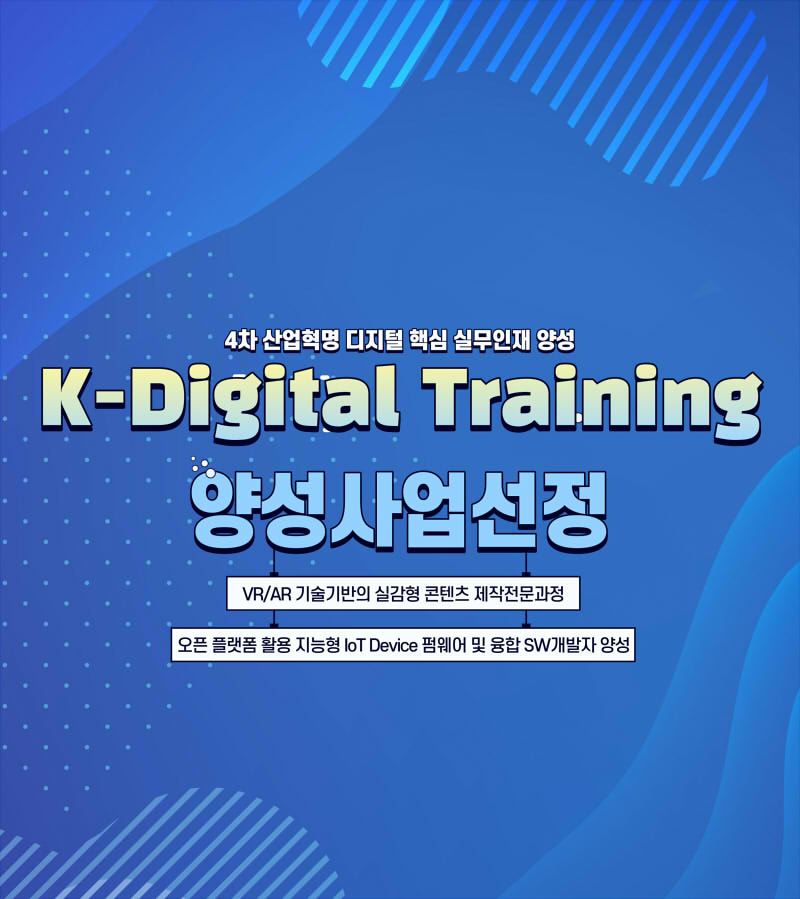 4차 산업혁명 디지털 핵심 실무인재 양성
K-Digital Training
양성사업선정
VR/AR 기술기반의 실감형 콘텐츠 제작전문과정
오픈 플랫폼 활용 지능형 IoT Device 펌웨어 및 융합 SW개발자 양성